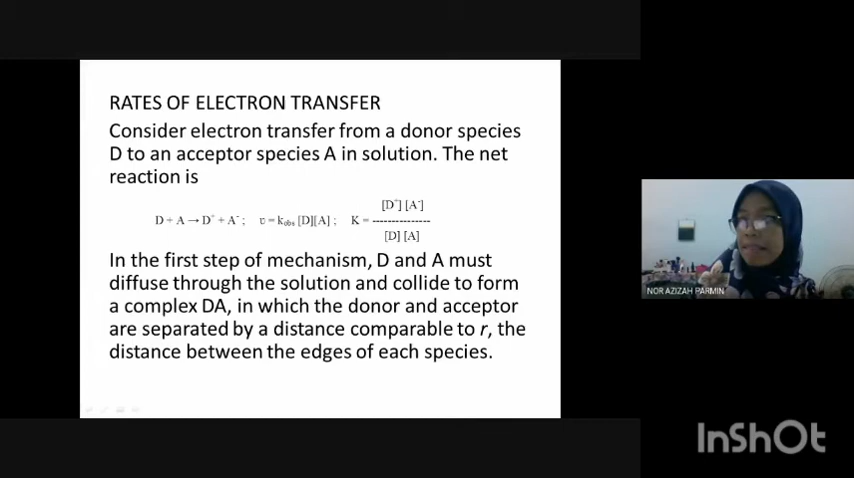 RATES OF ELECTRON TRANSFER
Consider electron transfer from a donor species
D to an acceptor species A in solution. The net
reaction is
[D⁺] [A⁻]
D + A → D⁺ + A⁻ ; υ = kobs [D][A] ; K = --------------
[D] [A]
In the first step of mechanism, D and A must
diffuse through the solution and collide to form
a complex DA, in which the donor and acceptor
are separated by a distance comparable to r, the
distance between the edges of each species.
NOR AZIZAH PARMIN
InShOt